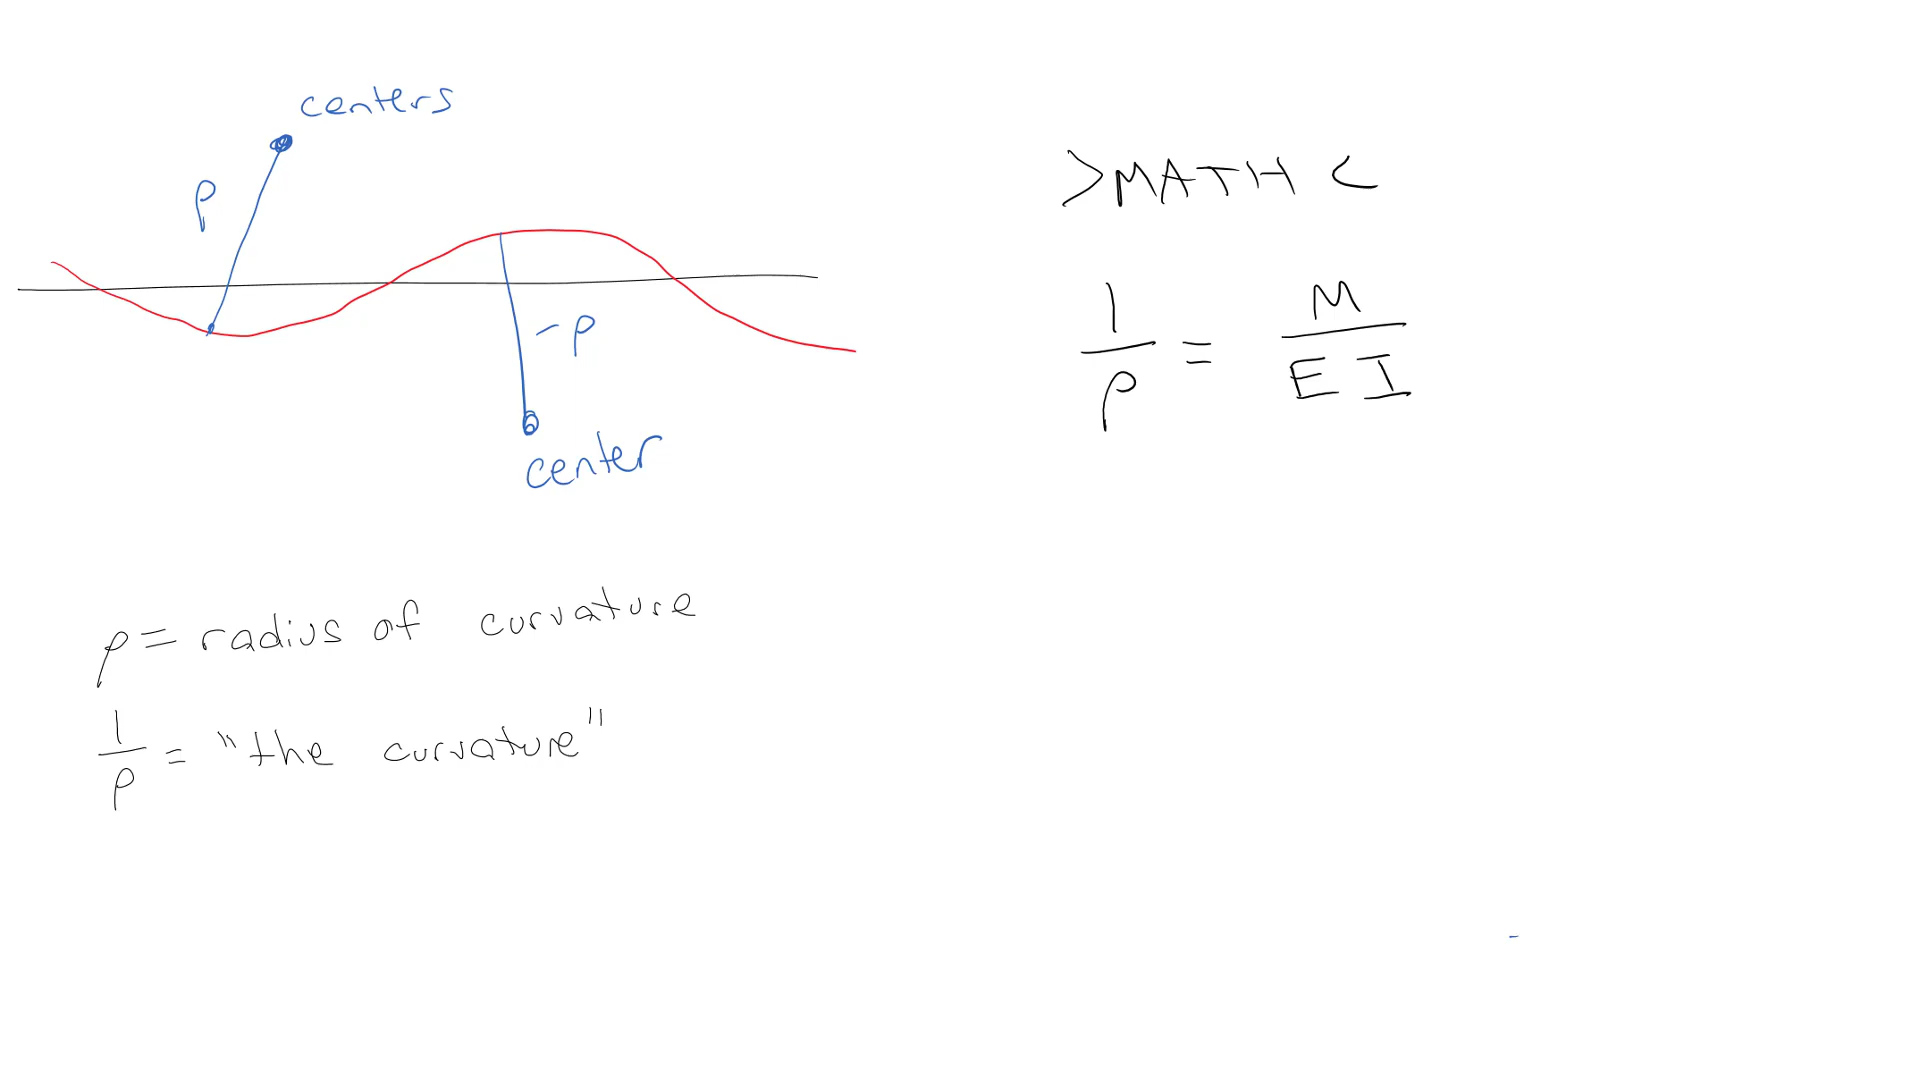 centers
ρ
-ρ
center
ρ = radius of curvature
1/ρ = "the curvature"
>MATH<
1/ρ = M/EI